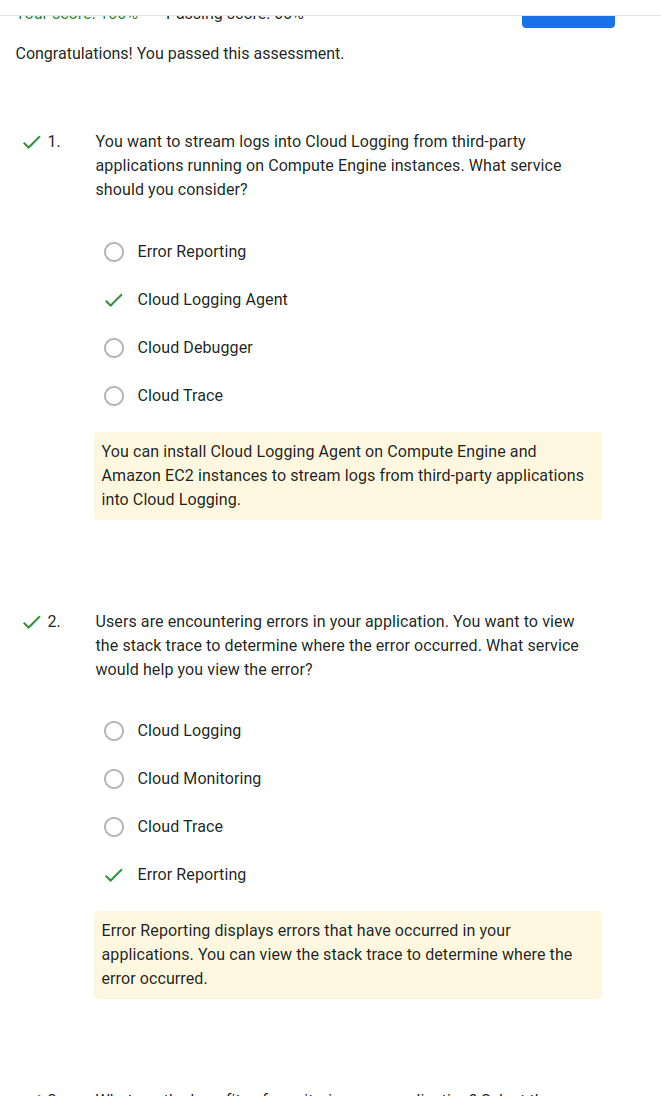 Your score: 100% Passing score: 80%
Congratulations! You passed this assessment.
1. You want to stream logs into Cloud Logging from third-party
applications running on Compute Engine instances. What service
should you consider?
Error Reporting
Cloud Logging Agent
Cloud Debugger
Cloud Trace
You can install Cloud Logging Agent on Compute Engine and
Amazon EC2 instances to stream logs from third-party applications
into Cloud Logging.
2. Users are encountering errors in your application. You want to view
the stack trace to determine where the error occurred. What service
would help you view the error?
Cloud Logging
Cloud Monitoring
Cloud Trace
Error Reporting
Error Reporting displays errors that have occurred in your
applications. You can view the stack trace to determine where the
error occurred.